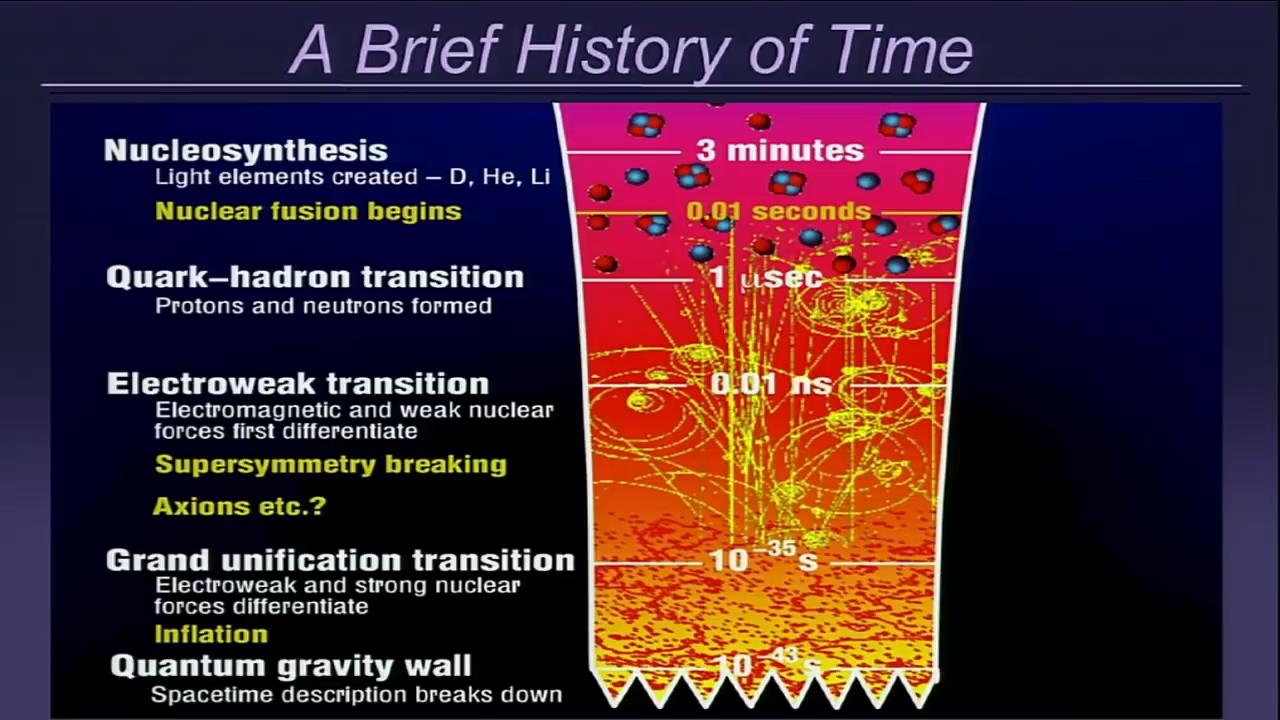 A Brief History of Time
Nucleosynthesis
3 minutes
Light elements created – D, He, Li
Nuclear fusion begins
0.01 seconds
Quark–hadron transition
1 μsec
Protons and neutrons formed
Electroweak transition
0.01 ns
Electromagnetic and weak nuclear
forces first differentiate
Supersymmetry breaking
Axions etc.?
Grand unification transition
10⁻³⁵s
Electroweak and strong nuclear
forces differentiate
Inflation
Quantum gravity wall
10⁻⁴³s
Spacetime description breaks down